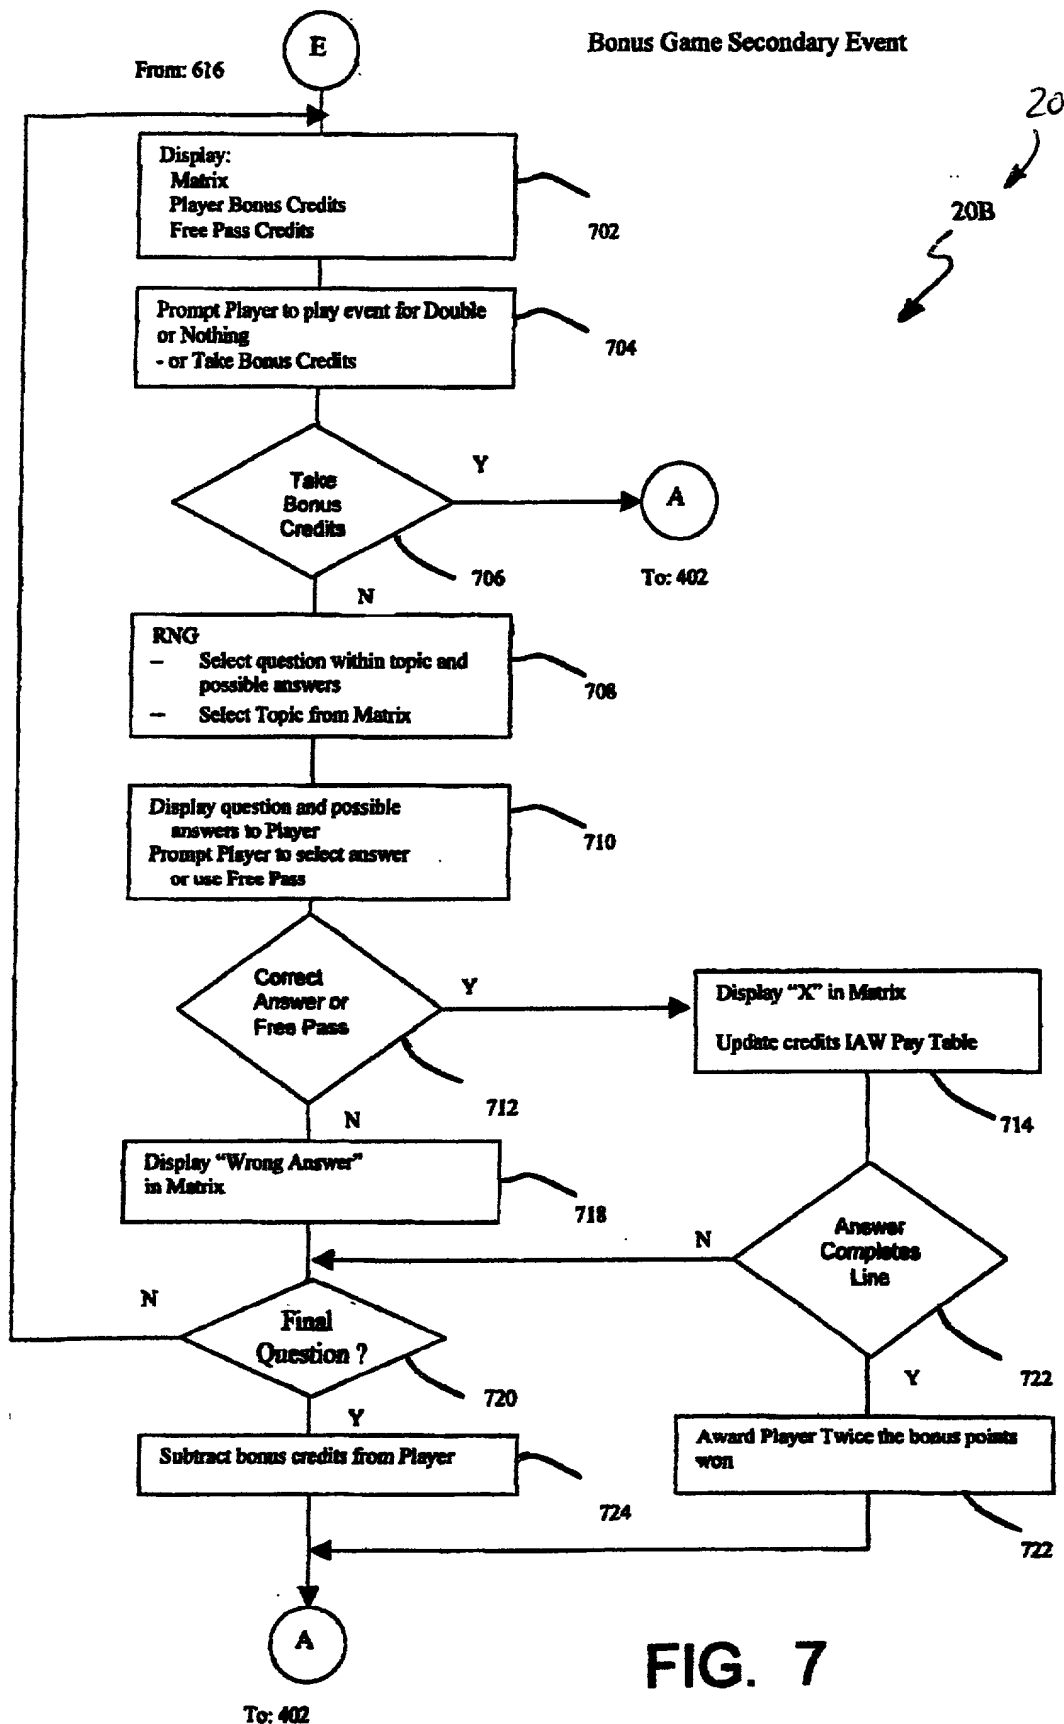 E
Bonus Game Secondary Event
From: 616
20
20B
Display:
Matrix
Player Bonus Credits
Free Pass Credits
702
Prompt Player to play event for Double
or Nothing
- or Take Bonus Credits
704
Take
Bonus
Credits
Y
A
706
To: 402
N
RNG
– Select question within topic and
possible answers
– Select Topic from Matrix
708
Display question and possible
answers to Player
Prompt Player to select answer
or use Free Pass
710
Correct
Answer or
Free Pass
Y
712
N
Display "X" in Matrix
Update credits IAW Pay Table
714
Display "Wrong Answer"
in Matrix
718
Answer
Completes
Line
N
722
Y
N
Final
Question ?
720
Y
Subtract bonus credits from Player
724
Award Player Twice the bonus points
won
722
A
To: 402
FIG. 7